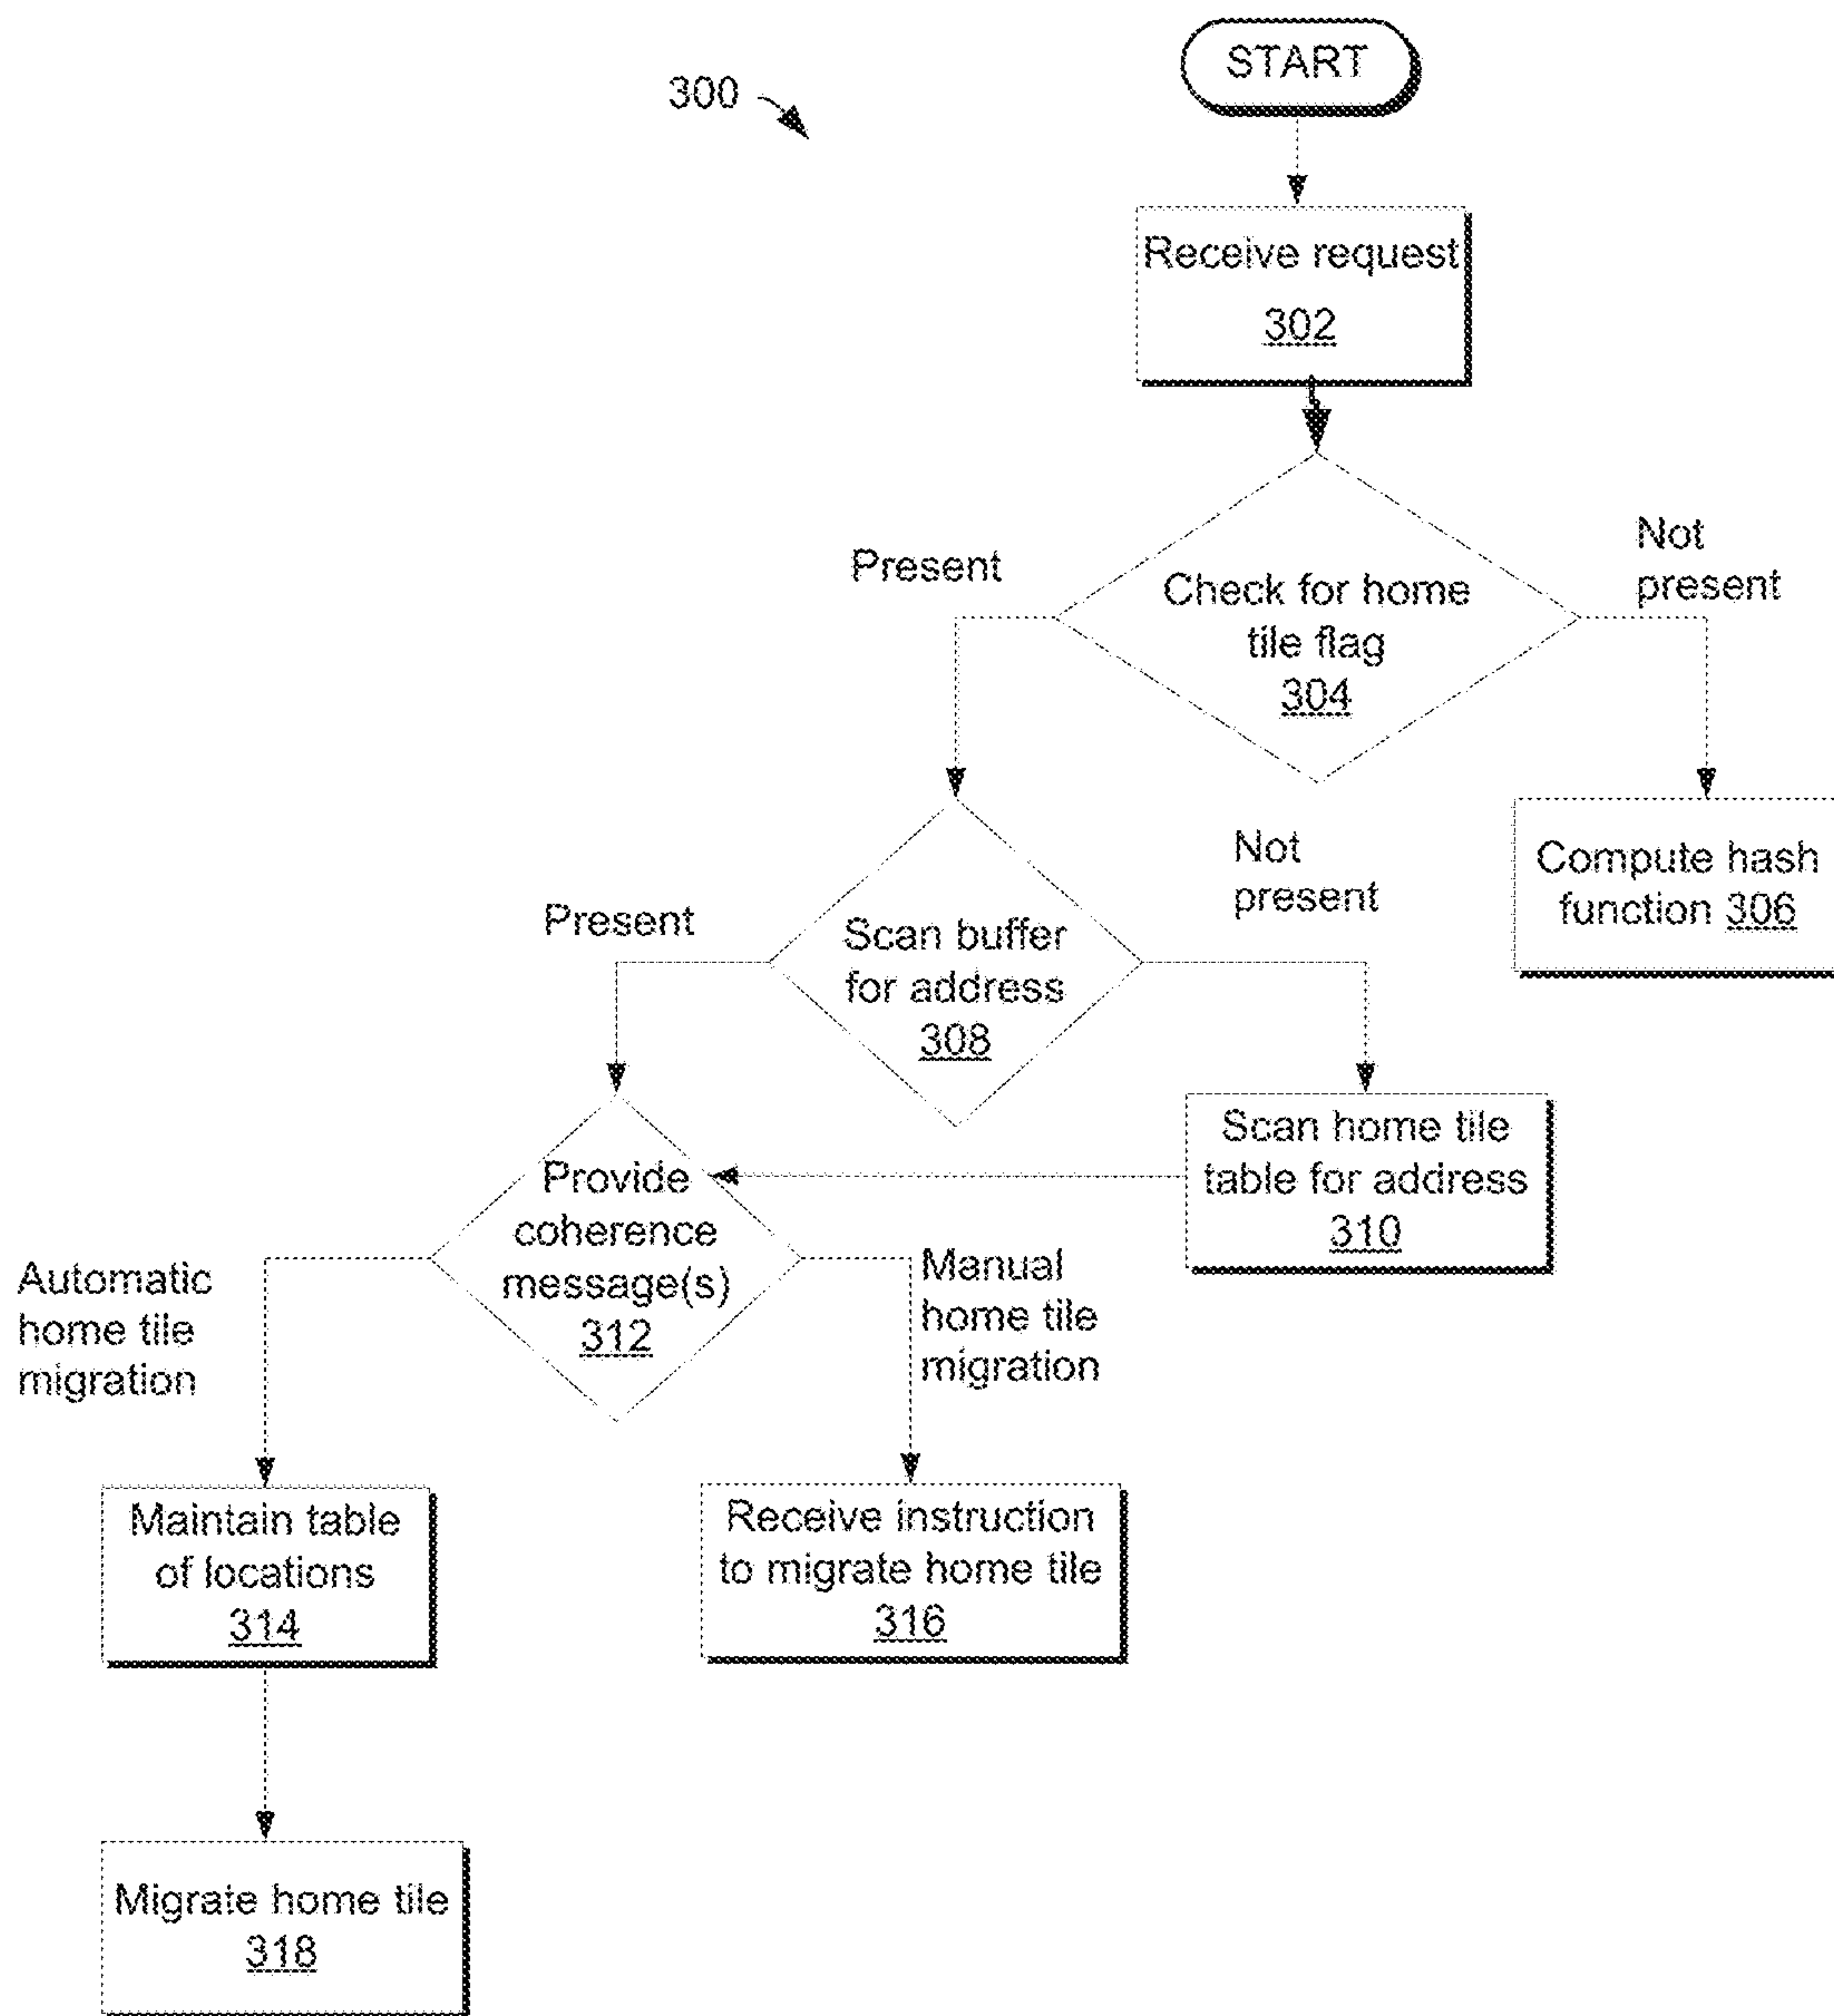 START
300
Receive request
302
Not
present
Present
Check for home
tile flag
304
Not
present
Compute hash
function 306
Present
Scan buffer
for address
308
Scan home tile
table for address
310
Provide
coherence
message(s)
312
Automatic
home tile
migration
Manual
home tile
migration
Maintain table
of locations
314
Receive instruction
to migrate home tile
316
Migrate home tile
318